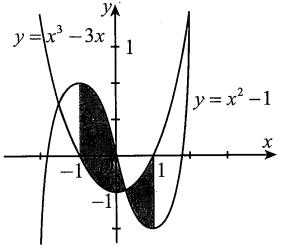 y
y = x³ − 3x
1
y = x² − 1
x
−1
1
−1